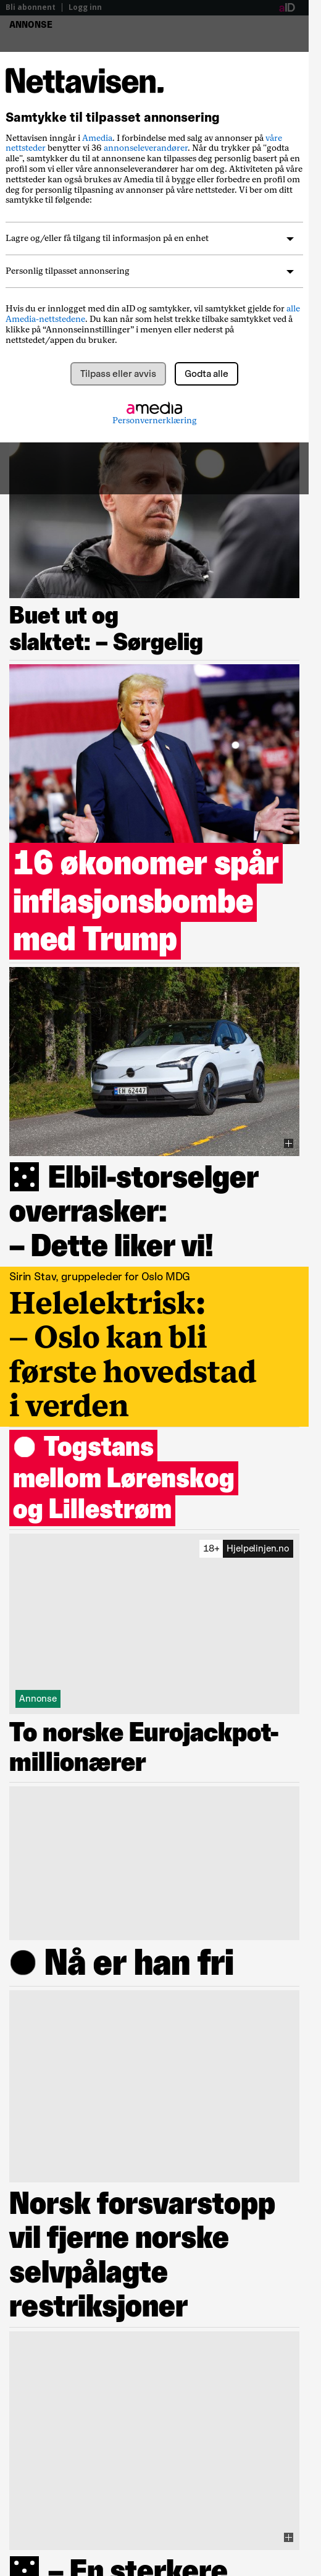 Bli abonnent | Logg inn
aID
ANNONSE
Nettavisen.
Samtykke til tilpasset annonsering
Nettavisen inngår i Amedia. I forbindelse med salg av annonser på våre
nettsteder benytter vi 36 annonseleverandører. Når du trykker på "godta
alle", samtykker du til at annonsene kan tilpasses deg personlig basert på en
profil som vi eller våre annonseleverandører har om deg. Aktiviteten på våre
nettsteder kan også brukes av Amedia til å bygge eller forbedre en profil om
deg for personlig tilpasning av annonser på våre nettsteder. Vi ber om ditt
samtykke til følgende:
Lagre og/eller få tilgang til informasjon på en enhet
Personlig tilpasset annonsering
Hvis du er innlogget med din aID og samtykker, vil samtykket gjelde for alle
Amedia-nettstedene. Du kan når som helst trekke tilbake samtykket ved å
klikke på “Annonseinnstillinger” i menyen eller nederst på
nettstedet/appen du bruker.
Tilpass eller avvis
Godta alle
amedia
Personvernerklæring
Buet ut og
slaktet: – Sørgelig
16 økonomer spår
inflasjonsbombe
med Trump
EW 62447
Elbil-storselger
overrasker:
– Dette liker vi!
Sirin Stav, gruppeleder for Oslo MDG
Helelektrisk:
– Oslo kan bli
første hovedstad
i verden
Togstans
mellom Lørenskog
og Lillestrøm
18+ Hjelpelinjen.no
Annonse
To norske Eurojackpot-
millionærer
Nå er han fri
Norsk forsvarstopp
vil fjerne norske
selvpålagte
restriksjoner
– En sterkere